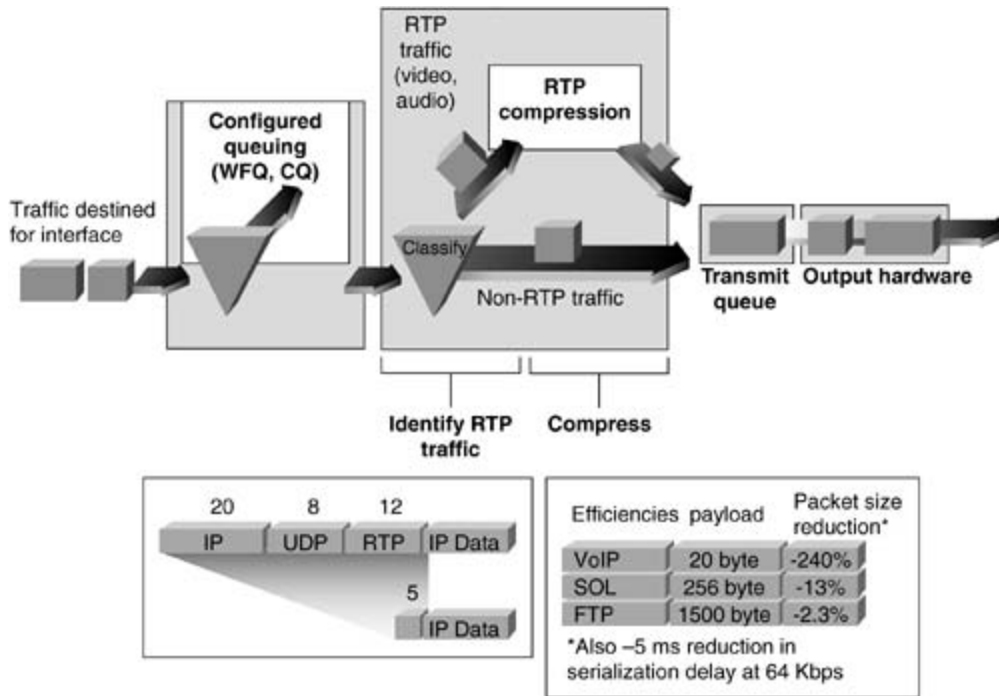 RTP
traffic
(video,
audio)
RTP
compression
Configured
queuing
(WFQ, CQ)
Traffic destined
for interface
Classify
Non-RTP traffic
Transmit
queue
Output hardware
Identify RTP
traffic
Compress
20 8 12
IP UDP RTP IP Data
5
IP Data
Efficiencies payload Packet size
reduction*
VoIP 20 byte -240%
SOL 256 byte -13%
FTP 1500 byte -2.3%
*Also –5 ms reduction in
serialization delay at 64 Kbps